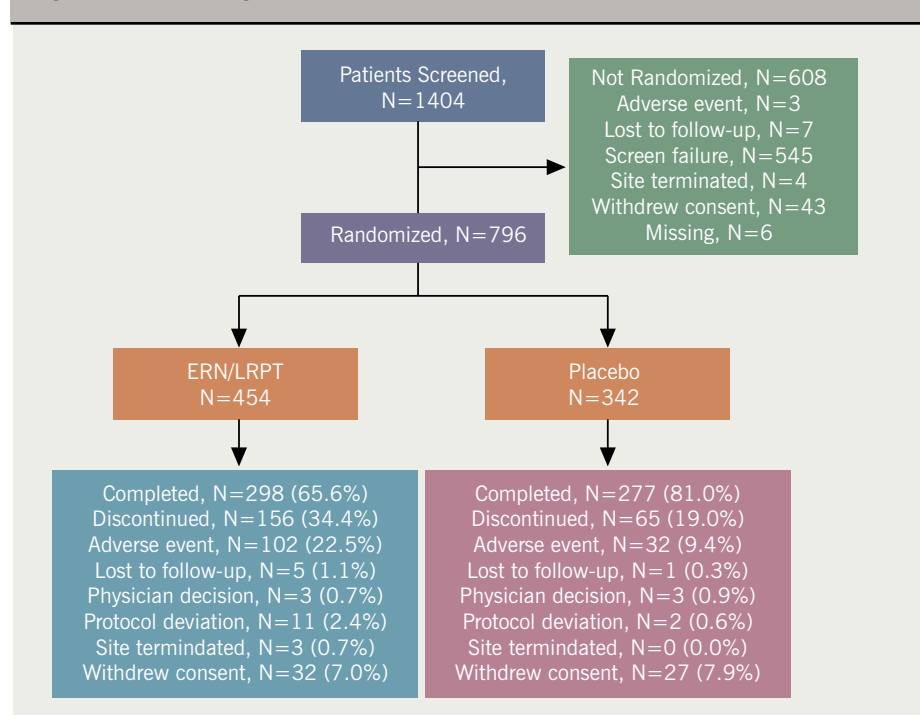 Patients Screened,
N=1404
Not Randomized, N=608
Adverse event, N=3
Lost to follow-up, N=7
Screen failure, N=545
Site terminated, N=4
Withdrew consent, N=43
Missing, N=6
Randomized, N=796
ERN/LRPT
N=454
Placebo
N=342
Completed, N=298 (65.6%)
Discontinued, N=156 (34.4%)
Adverse event, N=102 (22.5%)
Lost to follow-up, N=5 (1.1%)
Physician decision, N=3 (0.7%)
Protocol deviation, N=11 (2.4%)
Site termindated, N=3 (0.7%)
Withdrew consent, N=32 (7.0%)
Completed, N=277 (81.0%)
Discontinued, N=65 (19.0%)
Adverse event, N=32 (9.4%)
Lost to follow-up, N=1 (0.3%)
Physician decision, N=3 (0.9%)
Protocol deviation, N=2 (0.6%)
Site termindated, N=0 (0.0%)
Withdrew consent, N=27 (7.9%)